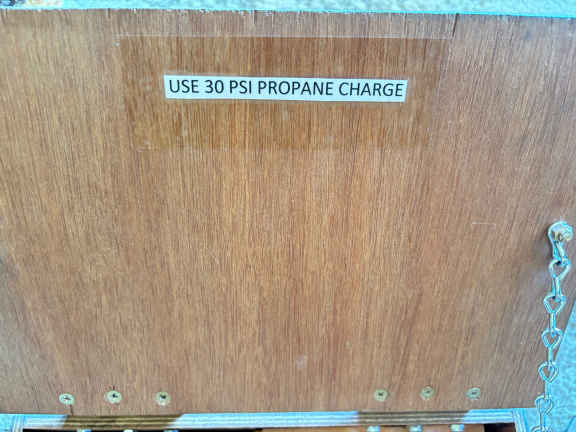 USE 30 PSI PROPANE CHARGE